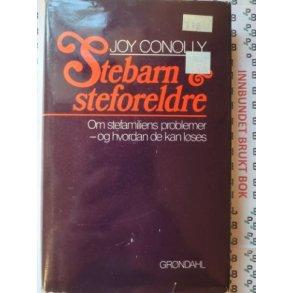 JOY CONOLLY
Stebarn &
steforeldre
Om stefamiliens problemer
– og hvordan de kan løses
GRØNDAHL
INNBUNDET BRUKT BOK